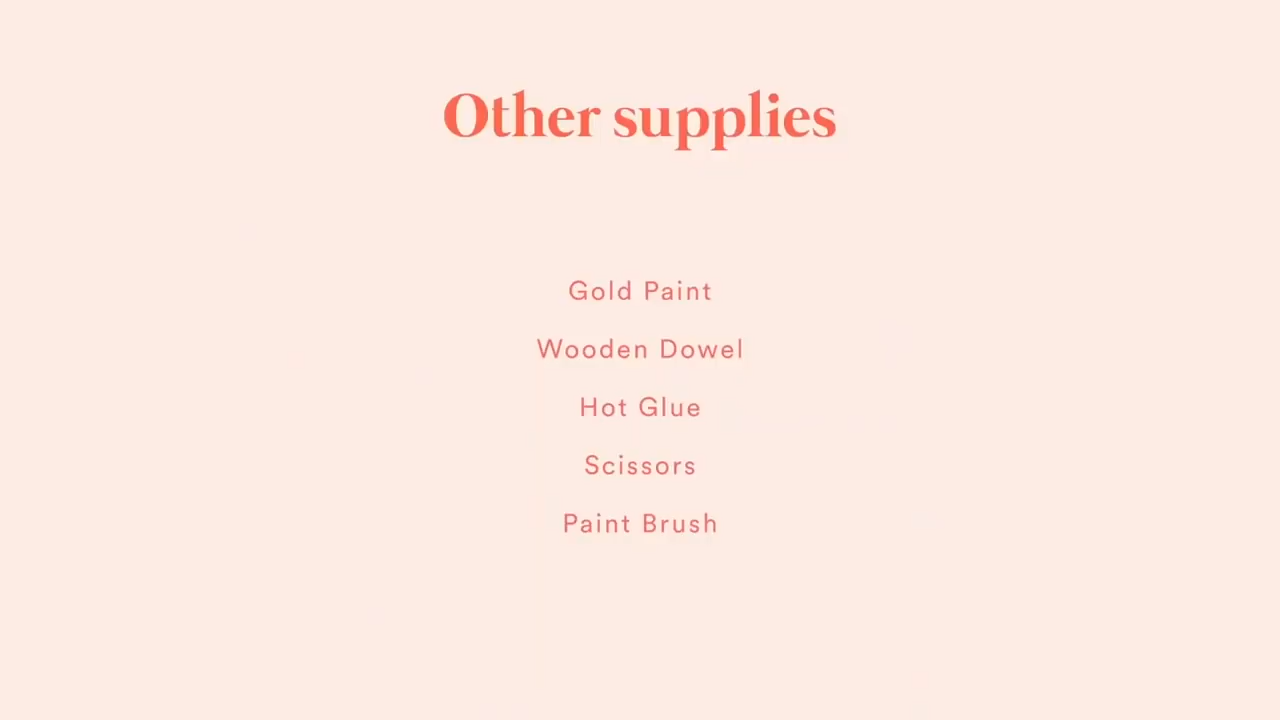 Other supplies
Gold Paint
Wooden Dowel
Hot Glue
Scissors
Paint Brush